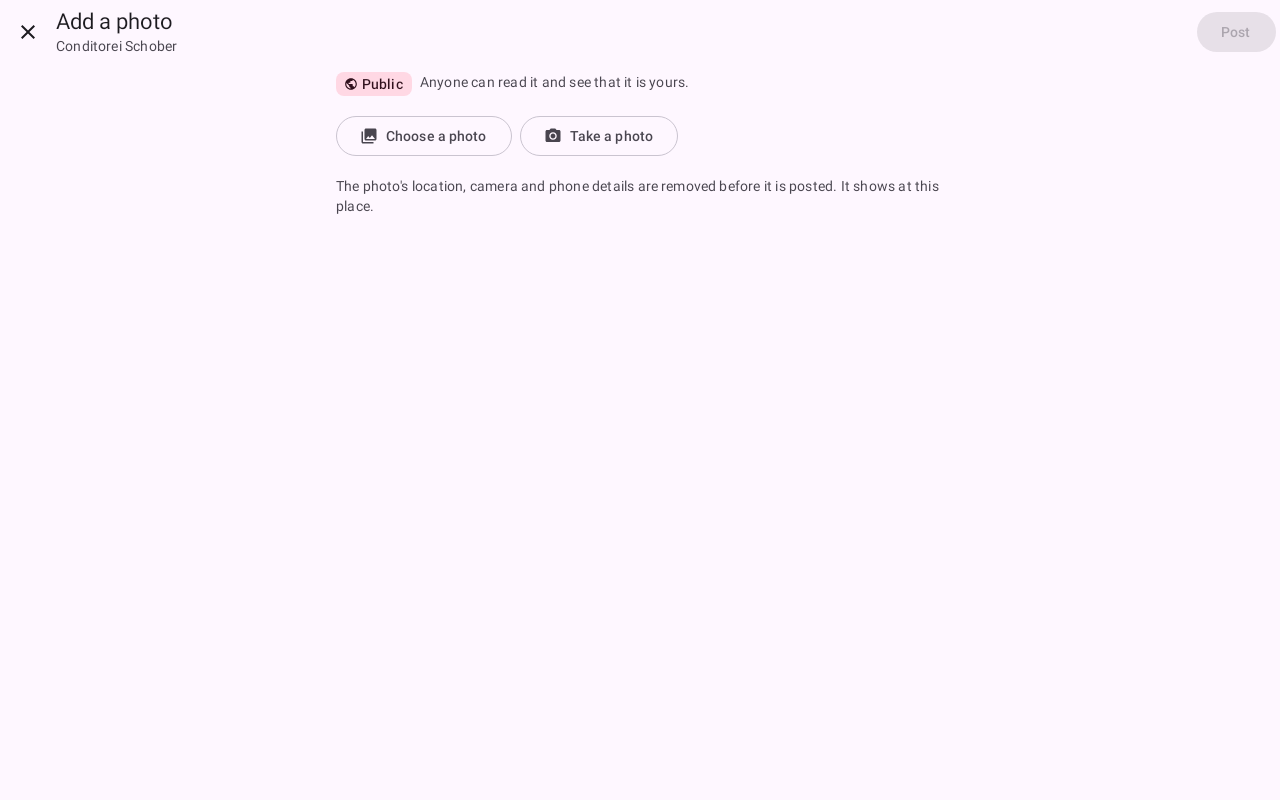 Add a photo
Conditorei Schober
Post
Public
Anyone can read it and see that it is yours.
Choose a photo
Take a photo
The photo's location, camera and phone details are removed before it is posted. It shows at this
place.